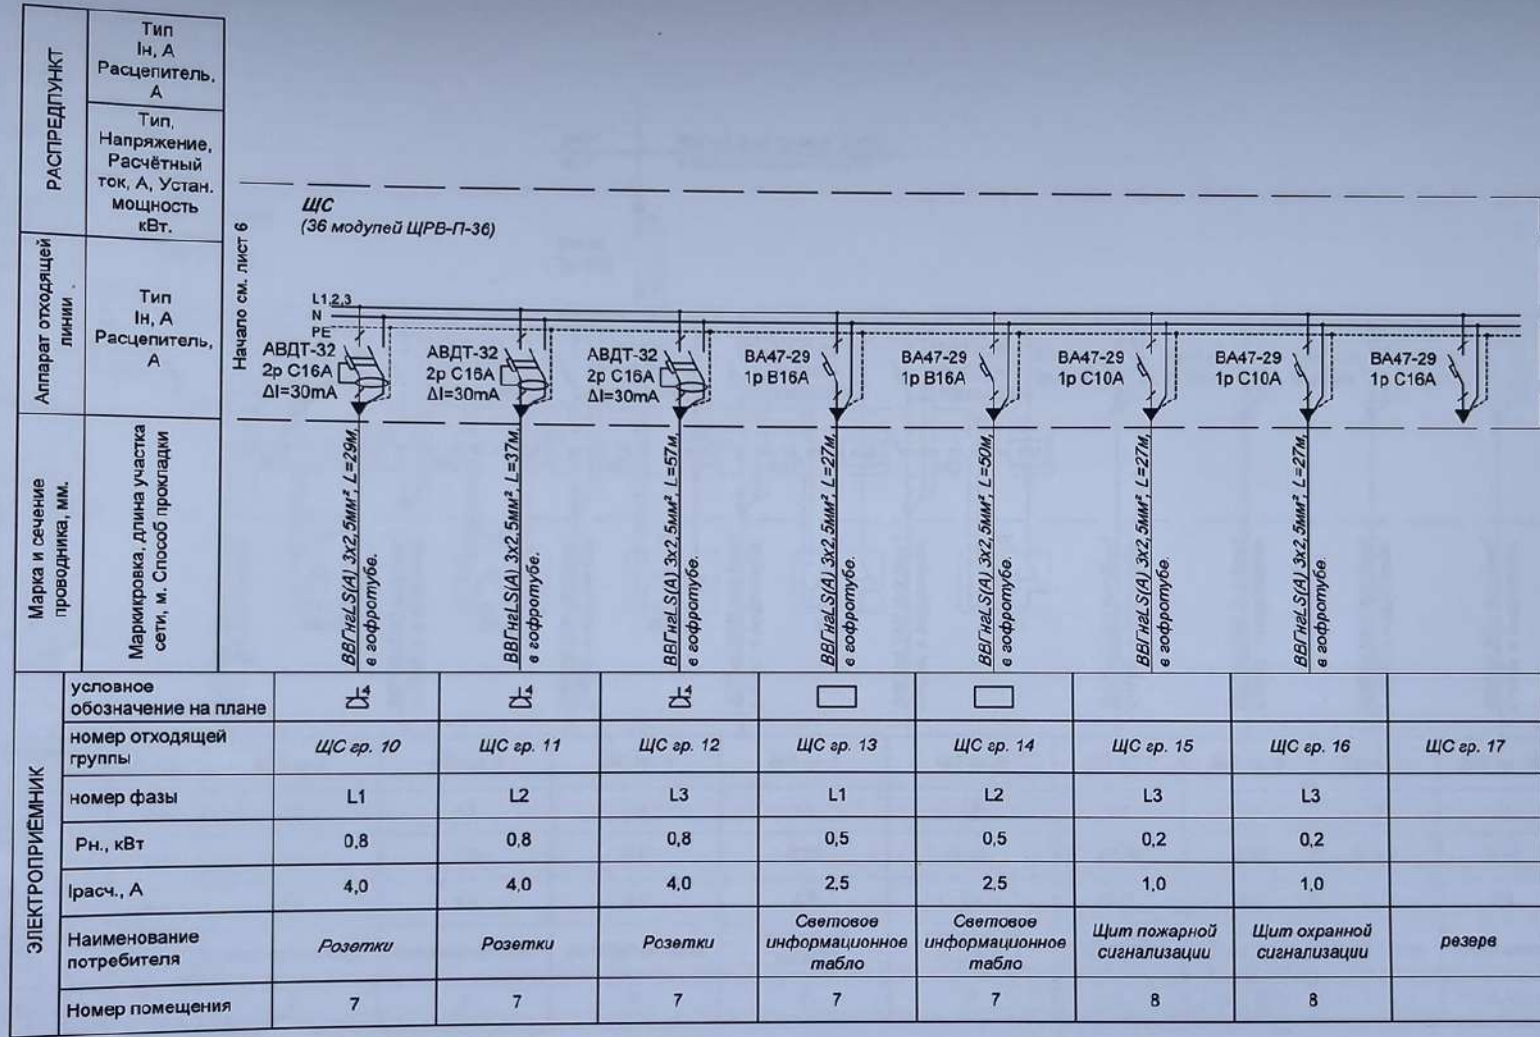 РАСПРЕДПУНКТ
Тип
Iн, А
Расцепитель,
А
Тип,
Напряжение,
Расчётный
ток, А, Устан.
мощность
кВт.
Аппарат отходящей
линии
Тип
Iн, А
Расцепитель,
А
Марка и сечение
проводника, мм.
Маркировка, длина участка
сети, м. Способ прокладки
Начало см. лист 6
ЩС
(36 модулей ЩРВ-П-36)
L1,2,3
N
PE
АВДТ-32
2р С16А
ΔI=30mA
АВДТ-32
2р С16А
ΔI=30mA
АВДТ-32
2р С16А
ΔI=30mA
ВА47-29
1р В16А
ВА47-29
1р В16А
ВА47-29
1р С10А
ВА47-29
1р С10А
ВА47-29
1р С16А
ВВГнгLS(А) 3х2,5мм², L=29м,
в гофротубе.
ВВГнгLS(А) 3х2,5мм², L=37м,
в гофротубе.
ВВГнгLS(А) 3х2,5мм², L=57м,
в гофротубе.
ВВГнгLS(А) 3х2,5мм², L=27м,
в гофротубе.
ВВГнгLS(А) 3х2,5мм², L=50м,
в гофротубе.
ВВГнгLS(А) 3х2,5мм², L=27м,
в гофротубе.
ВВГнгLS(А) 3х2,5мм², L=27м,
в гофротубе.
ЭЛЕКТРОПРИЁМНИК
условное
обозначение на плане
4 4 4
номер отходящей
группы
ЩС гр. 10 ЩС гр. 11 ЩС гр. 12 ЩС гр. 13 ЩС гр. 14 ЩС гр. 15 ЩС гр. 16 ЩС гр. 17
номер фазы L1 L2 L3 L1 L2 L3 L3
Рн., кВт 0,8 0,8 0,8 0,5 0,5 0,2 0,2
Iрасч., А 4,0 4,0 4,0 2,5 2,5 1,0 1,0
Наименование
потребителя
Розетки
Розетки
Розетки
Световое
информационное
табло
Световое
информационное
табло
Щит пожарной
сигнализации
Щит охранной
сигнализации
резерв
Номер помещения 7 7 7 7 7 8 8